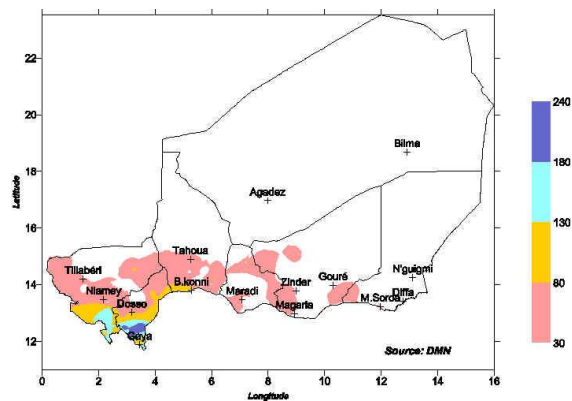 22
20
18
16
14
12
Latitude
0 2 4 6 8 10 12 14 16
Longitude
Bilma
Agadez
Tahoua
Tillabéri
B.konni
Niamey
Dosso
Gaya
Maradi
Zinder
Magaria
Gouré
N'guigmi
Diffa
M.Soroa
Source: DMN
240
180
130
80
30